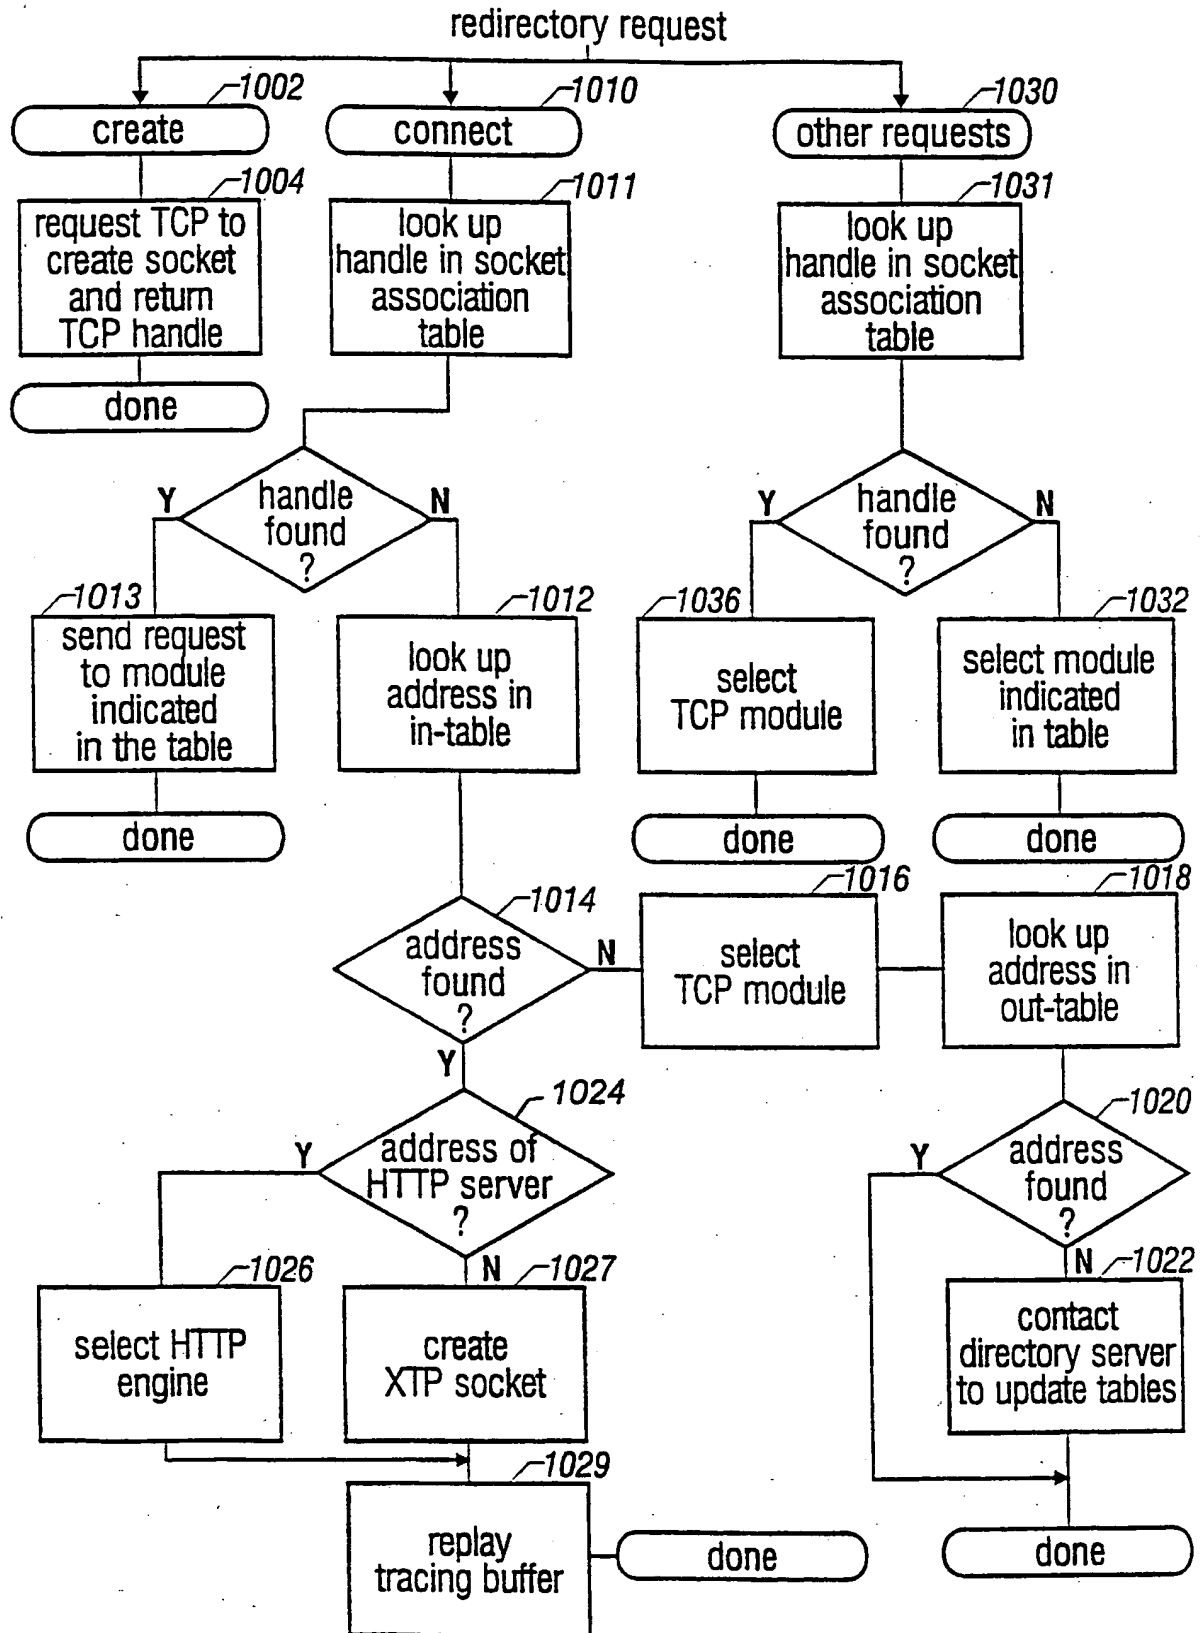 redirectory request
1002
create
1004
request TCP to
create socket
and return
TCP handle
done
1010
connect
1011
look up
handle in socket
association
table
handle
found
?
Y
N
1013
send request
to module
indicated
in the table
done
1012
look up
address in
in-table
1014
address
found
?
N
Y
1016
select
TCP module
1018
look up
address in
out-table
1020
address
found
?
Y
N
1022
contact
directory server
to update tables
done
1024
address of
HTTP server
?
Y
N
1026
select HTTP
engine
1027
create
XTP socket
1029
replay
tracing buffer
done
1030
other requests
1031
look up
handle in socket
association
table
handle
found
?
Y
N
1036
select
TCP module
done
1032
select module
indicated
in table
done